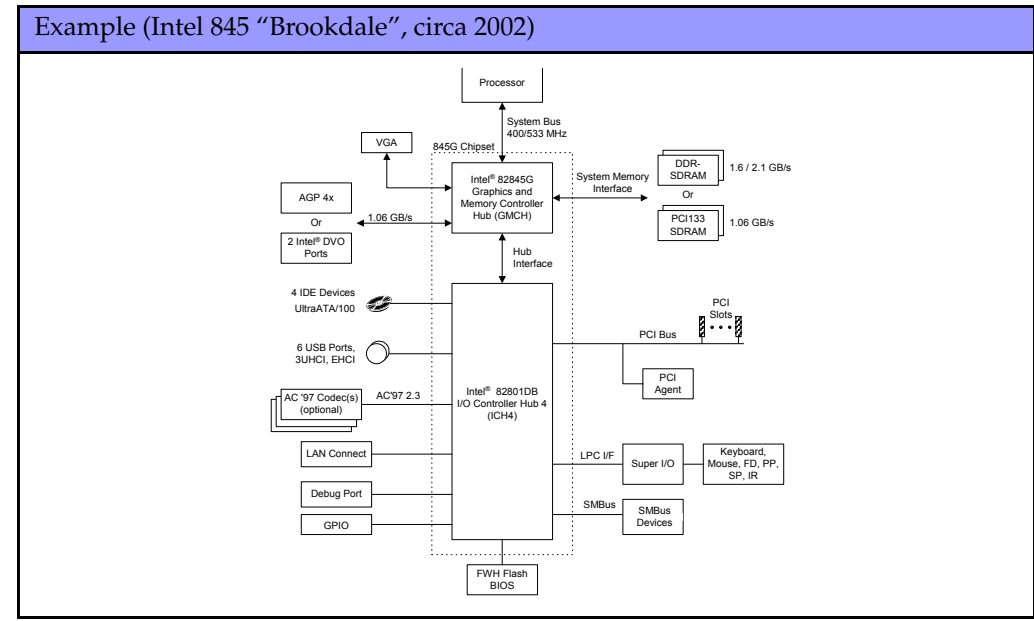 Example (Intel 845 “Brookdale”, circa 2002)
Processor
System Bus
400/533 MHz
VGA
845G Chipset
Intel® 82845G
Graphics and
Memory Controller
Hub (GMCH)
System Memory
Interface
DDR-
SDRAM
1.6 / 2.1 GB/s
Or
PCI133
SDRAM
1.06 GB/s
AGP 4x
Or
1.06 GB/s
2 Intel® DVO
Ports
Hub
Interface
4 IDE Devices
UltraATA/100
6 USB Ports,
3UHCI, EHCI
AC '97 Codec(s)
(optional)
AC'97 2.3
LAN Connect
Debug Port
GPIO
Intel® 82801DB
I/O Controller Hub 4
(ICH4)
PCI
Slots
PCI Bus
PCI
Agent
LPC I/F
Super I/O
Keyboard,
Mouse, FD, PP,
SP, IR
SMBus
SMBus
Devices
FWH Flash
BIOS